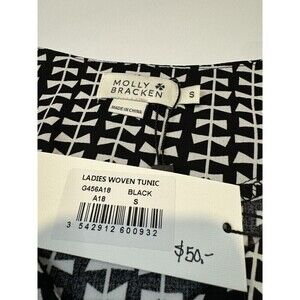 MOLLY
BRACKEN
S
MADE IN CHINA
LADIES WOVEN TUNIC
G456A18 BLACK
A18 S
3 542912 600932
$50,-